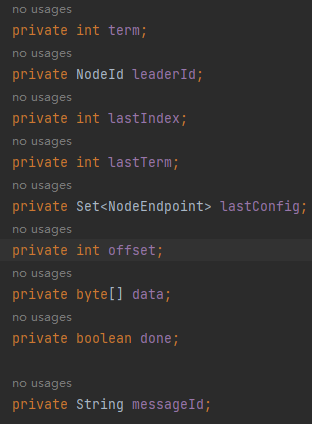 no usages
private int term;
no usages
private NodeId leaderId;
no usages
private int lastIndex;
no usages
private int lastTerm;
no usages
private Set<NodeEndpoint> lastConfig;
no usages
private int offset;
no usages
private byte[] data;
no usages
private boolean done;
no usages
private String messageId;